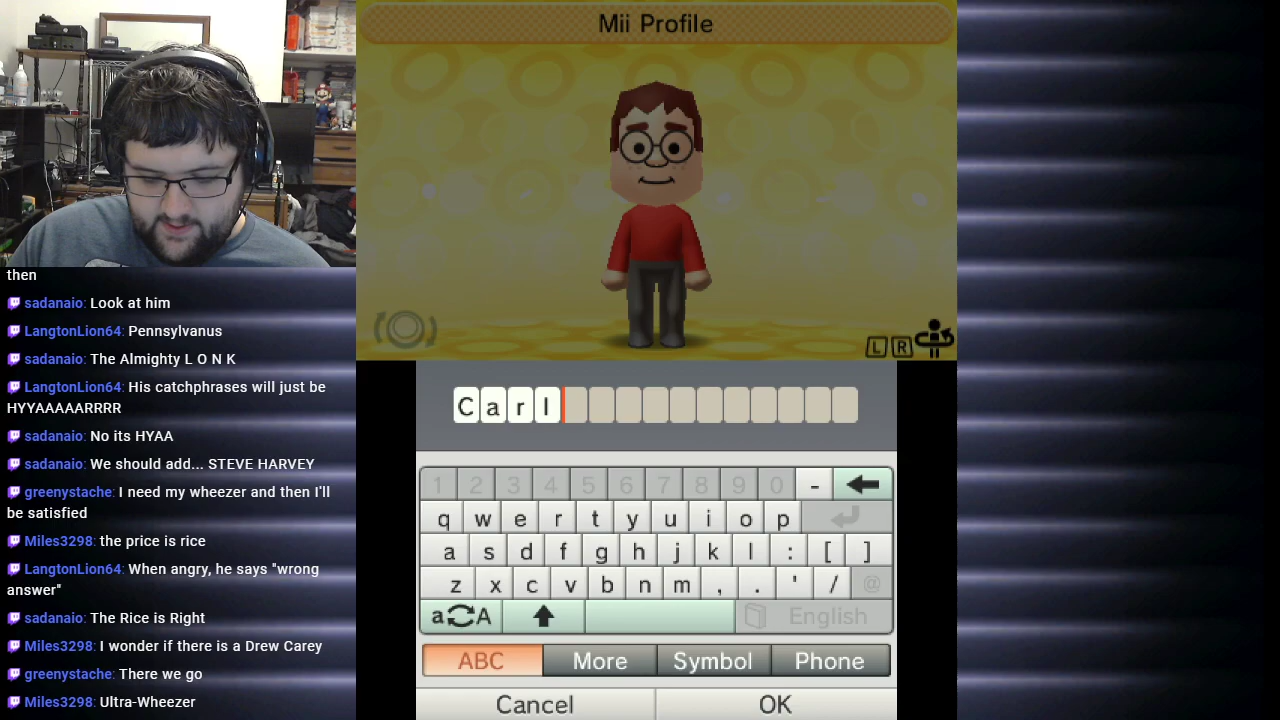 Mii Profile
L R
then
sadanaio: Look at him
LangtonLion64: Pennsylvanus
sadanaio: The Almighty L O N K
LangtonLion64: His catchphrases will just be
HYYAAAAARRRR
sadanaio: No its HYAA
sadanaio: We should add... STEVE HARVEY
greenystache: I need my wheezer and then I'll
be satisfied
Miles3298: the price is rice
LangtonLion64: When angry, he says "wrong
answer"
sadanaio: The Rice is Right
Miles3298: I wonder if there is a Drew Carey
greenystache: There we go
Miles3298: Ultra-Wheezer
Carl
1 2 3 4 5 6 7 8 9 0 -
q w e r t y u i o p
a s d f g h j k l : [ ]
z x c v b n m , . ' / @
a A English
ABC More Symbol Phone
Cancel OK